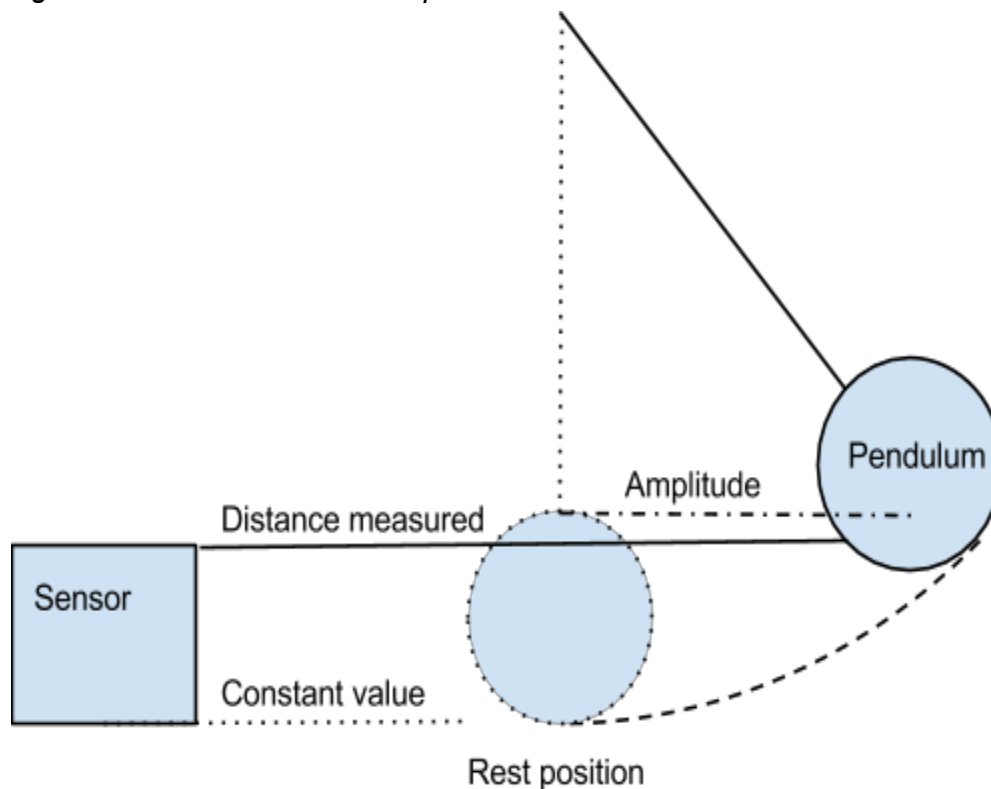 Pendulum
Amplitude
Distance measured
Sensor
Constant value
Rest position